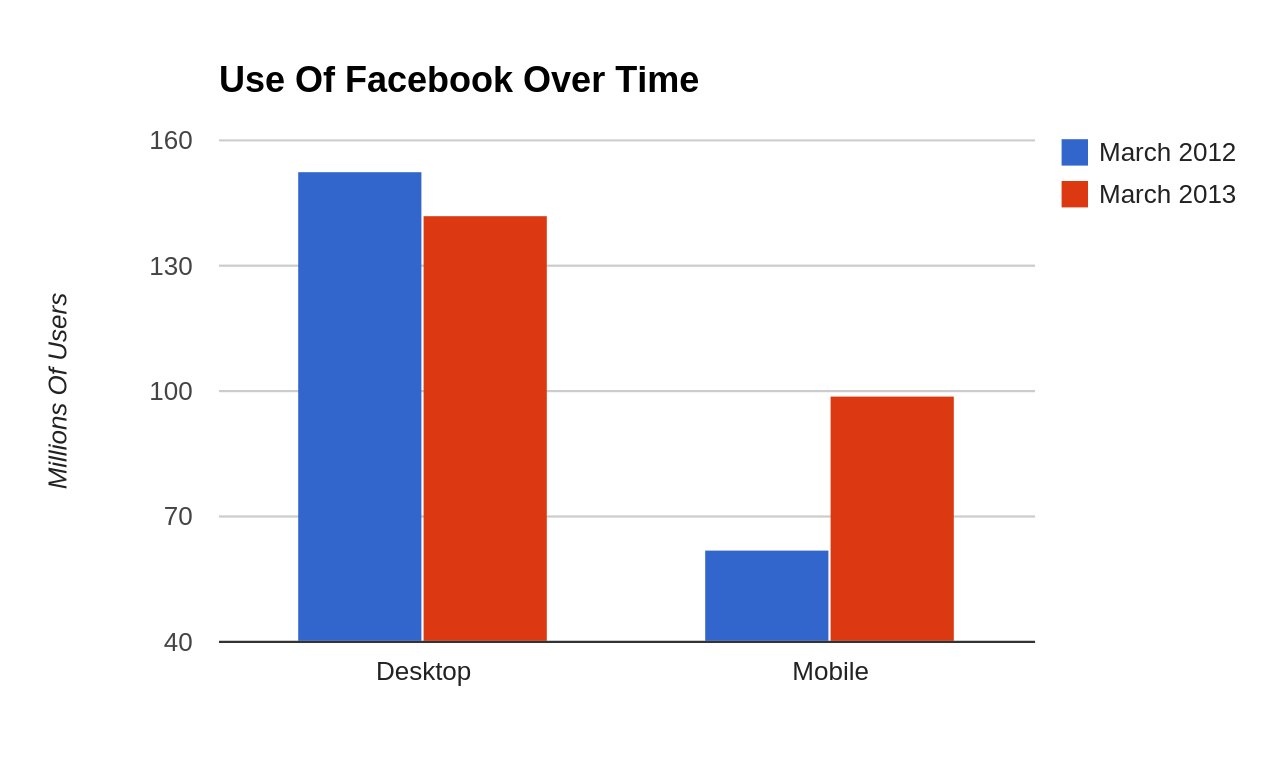 Use Of Facebook Over Time
160
130
100
70
40
Millions Of Users
Desktop
Mobile
March 2012
March 2013